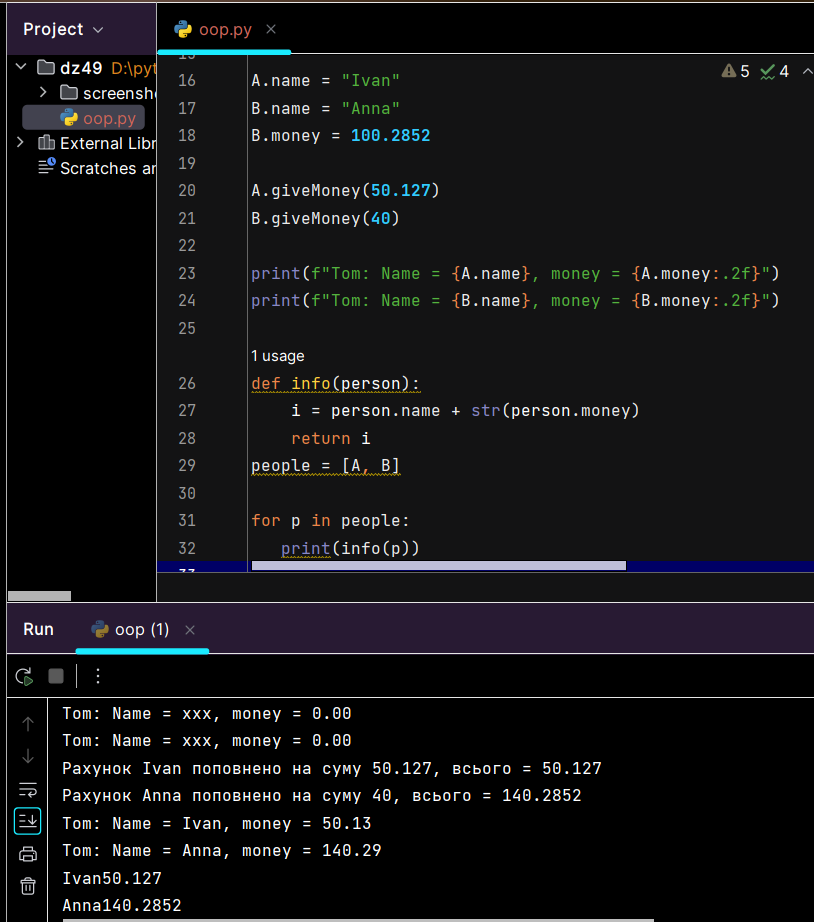 Project
oop.py
dz49 D:\pyt
screensho
oop.py
External Libr
Scratches an
5 4
15
16 A.name = "Ivan"
17 B.name = "Anna"
18 B.money = 100.2852
19
20 A.giveMoney(50.127)
21 B.giveMoney(40)
22
23 print(f"Tom: Name = {A.name}, money = {A.money:.2f}")
24 print(f"Tom: Name = {B.name}, money = {B.money:.2f}")
25
1 usage
26 def info(person):
27     i = person.name + str(person.money)
28     return i
29 people = [A, B]
30
31 for p in people:
32    print(info(p))
33
Run oop (1)
Tom: Name = xxx, money = 0.00
Tom: Name = xxx, money = 0.00
Рахунок Ivan поповнено на суму 50.127, всього = 50.127
Рахунок Anna поповнено на суму 40, всього = 140.2852
Tom: Name = Ivan, money = 50.13
Tom: Name = Anna, money = 140.29
Ivan50.127
Anna140.2852